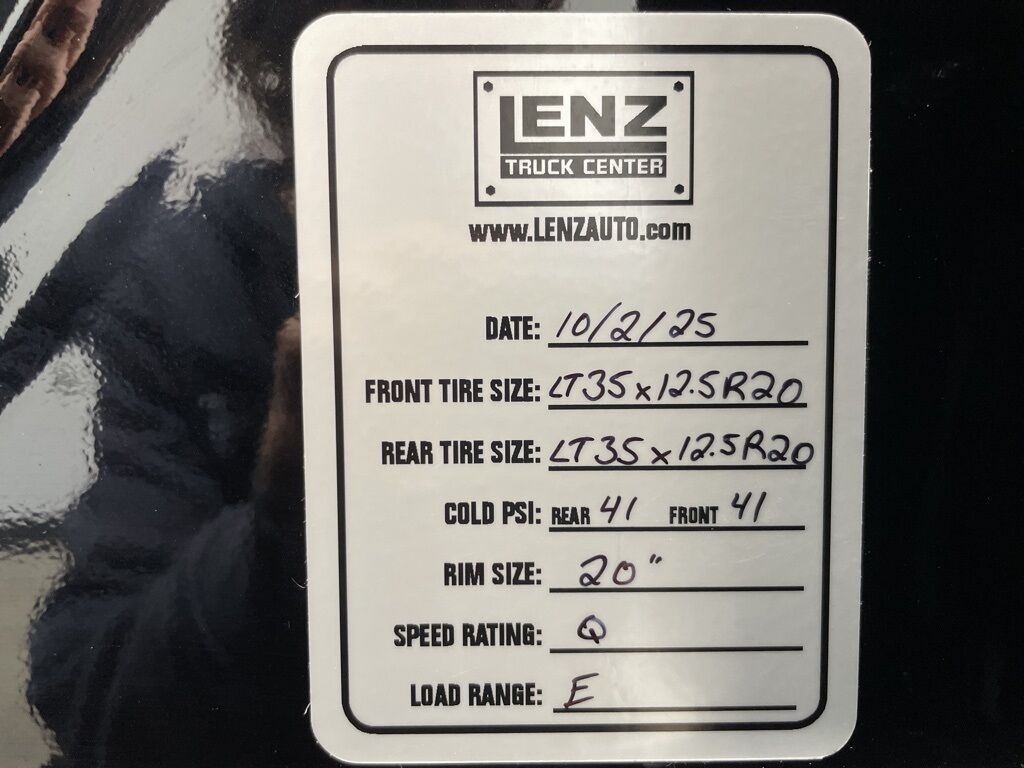 LENZ
TRUCK CENTER
www.LENZAUTO.com
DATE: 10/2/25
FRONT TIRE SIZE: LT35x12.5R20
REAR TIRE SIZE: LT35x12.5R20
COLD PSI: REAR 41 FRONT 41
RIM SIZE: 20"
SPEED RATING: Q
LOAD RANGE: E